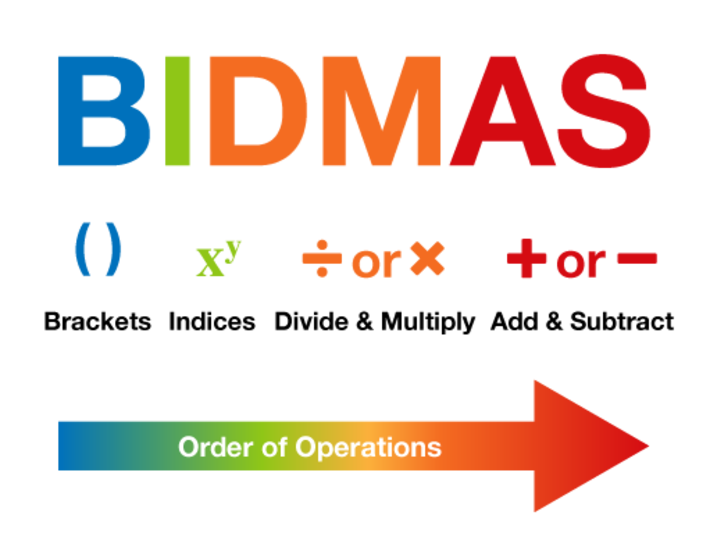 BIDMAS
( ) xʸ ÷ or × + or −
Brackets Indices Divide & Multiply Add & Subtract
Order of Operations